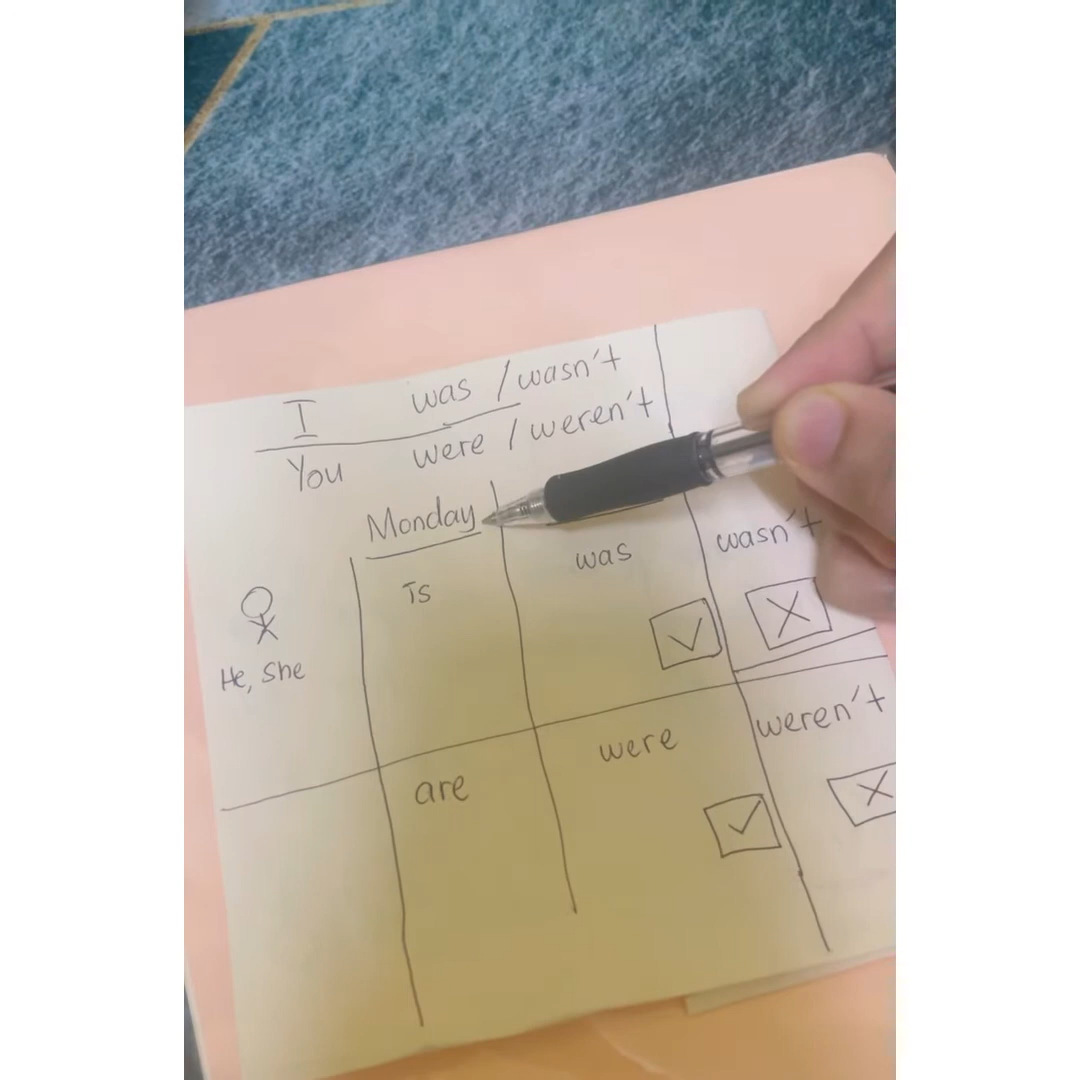 I was / wasn't
You were / weren't
Monday
is was wasn't
He, She
are were weren't